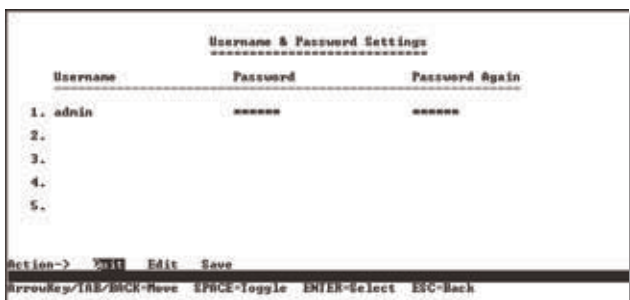 Username & Password Settings
Username Password Password Again
1. admin ****** ******
2.
3.
4.
5.
Action-> Quit Edit Save
ArrowKey/TAB/BACK=Move SPACE=Toggle ENTER=Select ESC=Back